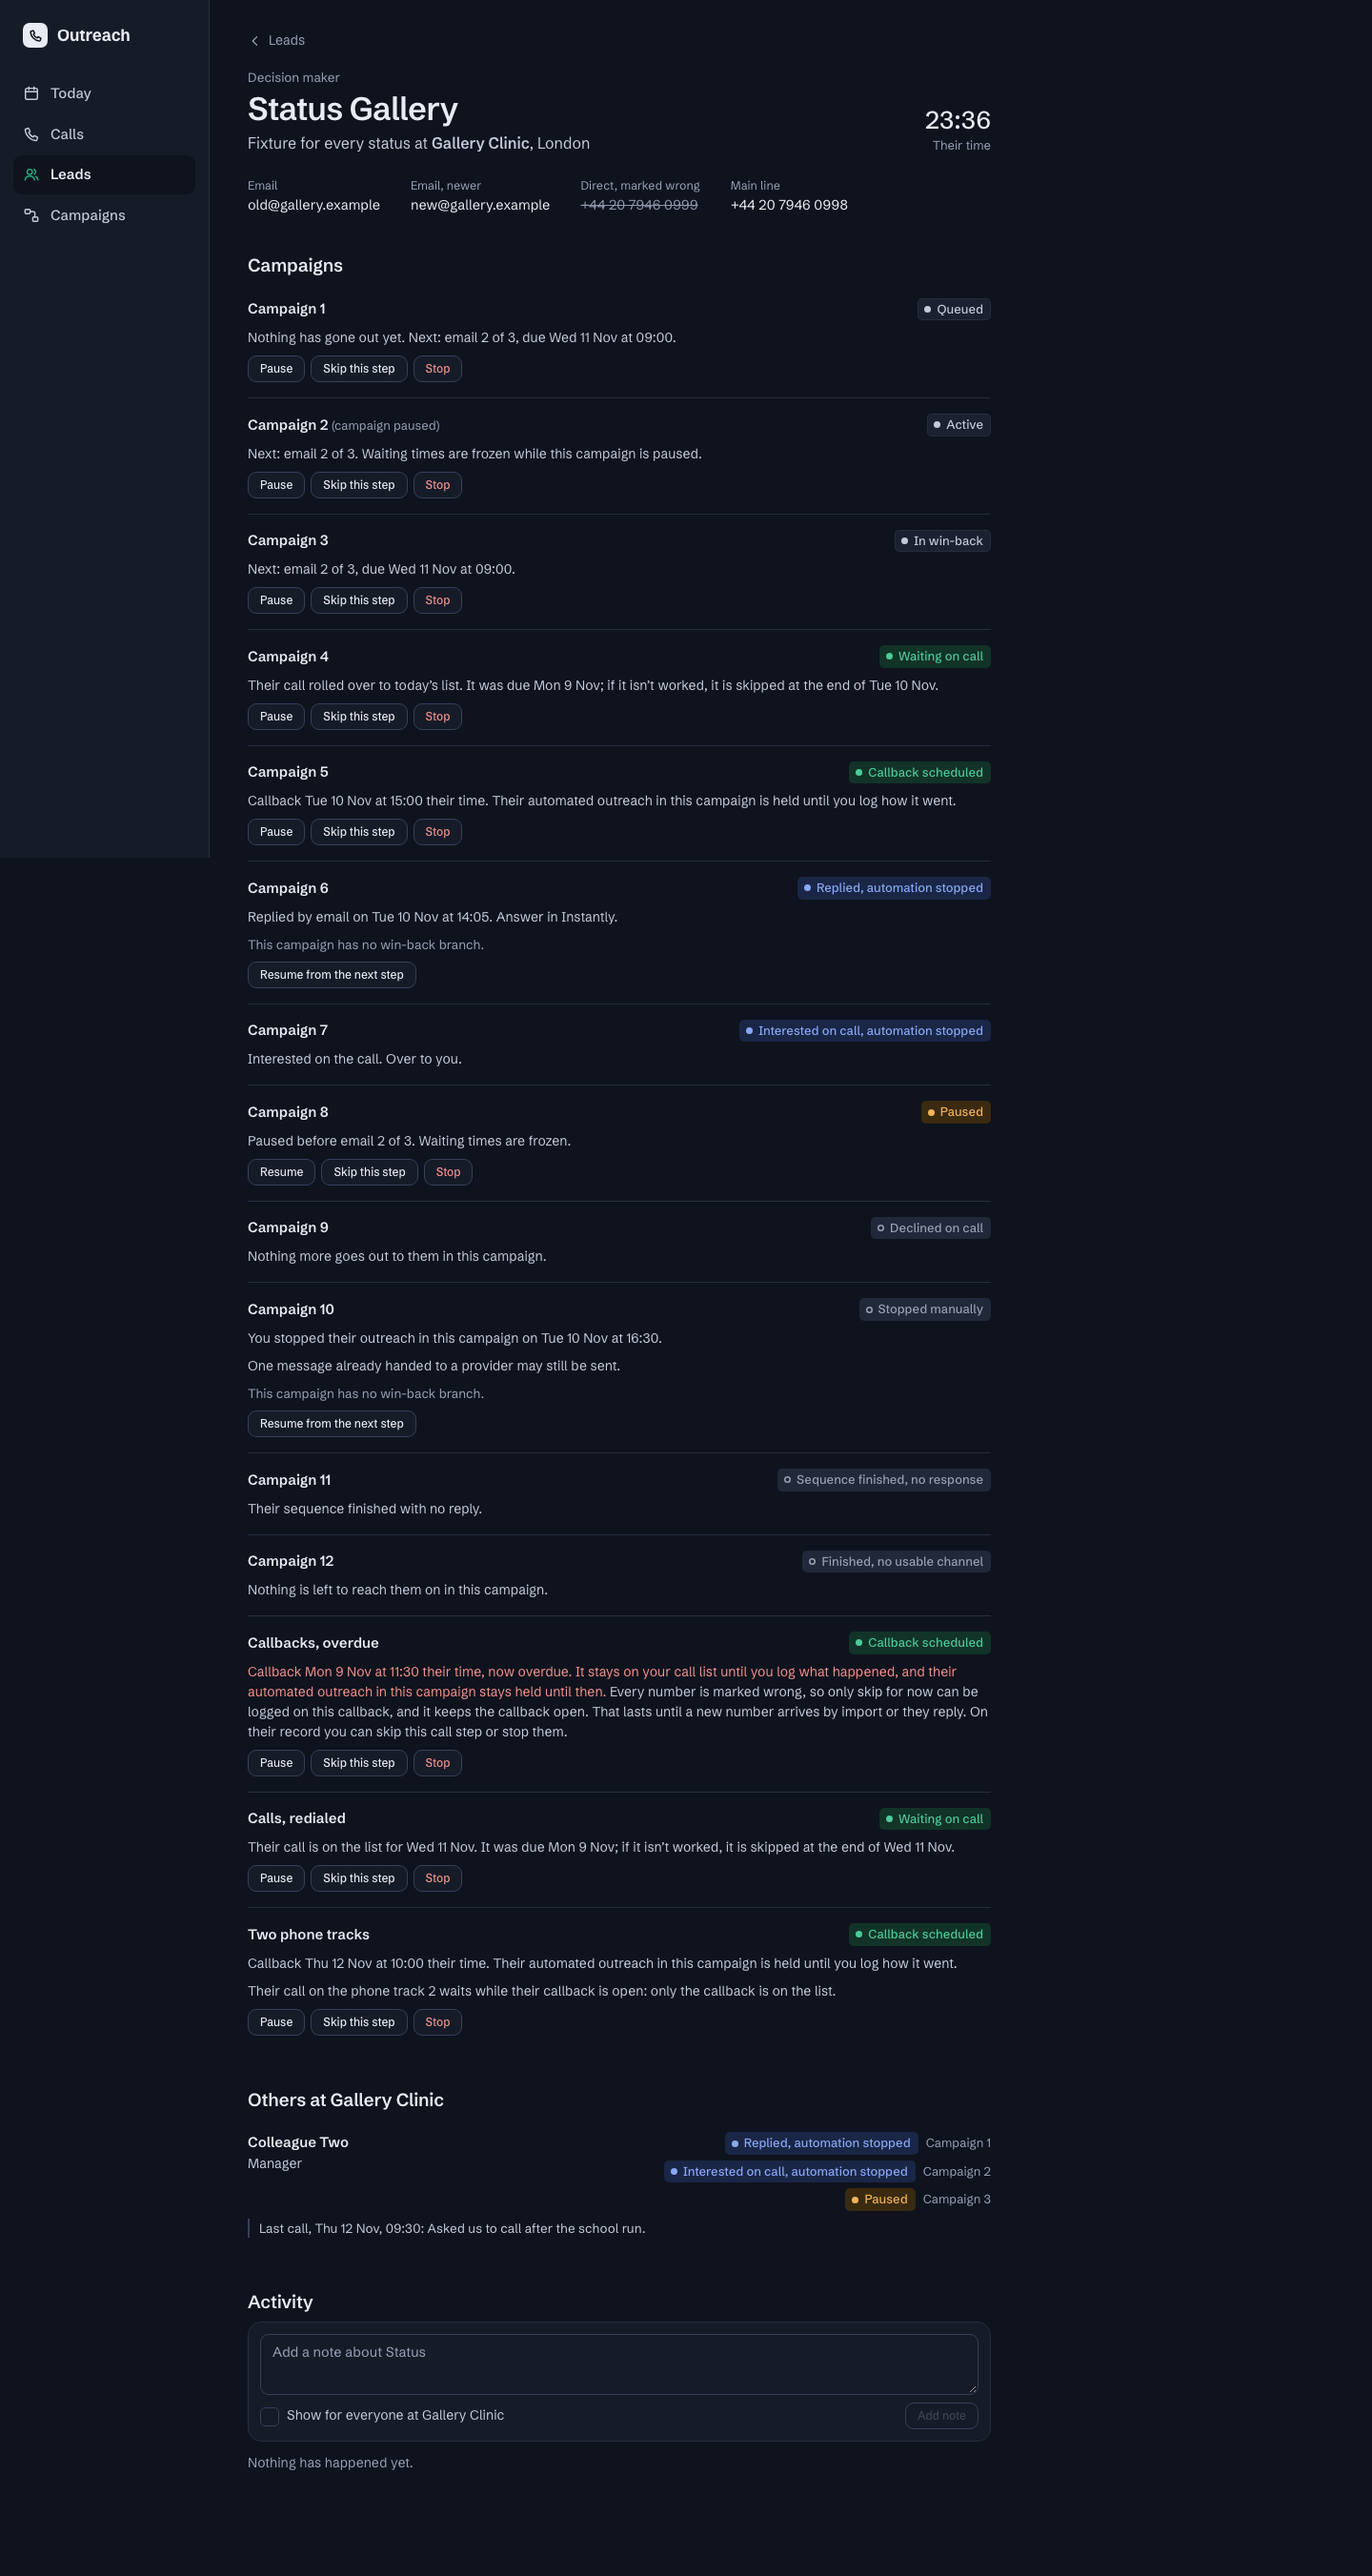 Outreach
Today
Calls
Leads
Campaigns
Leads
Decision maker
Status Gallery
Fixture for every status at Gallery Clinic, London
23:36
Their time
Email
old@gallery.example
Email, newer
new@gallery.example
Direct, marked wrong
+44 20 7946 0999
Main line
+44 20 7946 0998
Campaigns
Campaign 1
Queued
Nothing has gone out yet. Next: email 2 of 3, due Wed 11 Nov at 09:00.
Pause
Skip this step
Stop
Campaign 2 (campaign paused)
Active
Next: email 2 of 3. Waiting times are frozen while this campaign is paused.
Pause
Skip this step
Stop
Campaign 3
In win-back
Next: email 2 of 3, due Wed 11 Nov at 09:00.
Pause
Skip this step
Stop
Campaign 4
Waiting on call
Their call rolled over to today’s list. It was due Mon 9 Nov; if it isn’t worked, it is skipped at the end of Tue 10 Nov.
Pause
Skip this step
Stop
Campaign 5
Callback scheduled
Callback Tue 10 Nov at 15:00 their time. Their automated outreach in this campaign is held until you log how it went.
Pause
Skip this step
Stop
Campaign 6
Replied, automation stopped
Replied by email on Tue 10 Nov at 14:05. Answer in Instantly.
This campaign has no win-back branch.
Resume from the next step
Campaign 7
Interested on call, automation stopped
Interested on the call. Over to you.
Campaign 8
Paused
Paused before email 2 of 3. Waiting times are frozen.
Resume
Skip this step
Stop
Campaign 9
Declined on call
Nothing more goes out to them in this campaign.
Campaign 10
Stopped manually
You stopped their outreach in this campaign on Tue 10 Nov at 16:30.
One message already handed to a provider may still be sent.
This campaign has no win-back branch.
Resume from the next step
Campaign 11
Sequence finished, no response
Their sequence finished with no reply.
Campaign 12
Finished, no usable channel
Nothing is left to reach them on in this campaign.
Callbacks, overdue
Callback scheduled
Callback Mon 9 Nov at 11:30 their time, now overdue. It stays on your call list until you log what happened, and their
automated outreach in this campaign stays held until then. Every number is marked wrong, so only skip for now can be
logged on this callback, and it keeps the callback open. That lasts until a new number arrives by import or they reply. On
their record you can skip this call step or stop them.
Pause
Skip this step
Stop
Calls, redialed
Waiting on call
Their call is on the list for Wed 11 Nov. It was due Mon 9 Nov; if it isn’t worked, it is skipped at the end of Wed 11 Nov.
Pause
Skip this step
Stop
Two phone tracks
Callback scheduled
Callback Thu 12 Nov at 10:00 their time. Their automated outreach in this campaign is held until you log how it went.
Their call on the phone track 2 waits while their callback is open: only the callback is on the list.
Pause
Skip this step
Stop
Others at Gallery Clinic
Colleague Two
Manager
Replied, automation stopped
Campaign 1
Interested on call, automation stopped
Campaign 2
Paused
Campaign 3
Last call, Thu 12 Nov, 09:30: Asked us to call after the school run.
Activity
Add a note about Status
Show for everyone at Gallery Clinic
Add note
Nothing has happened yet.